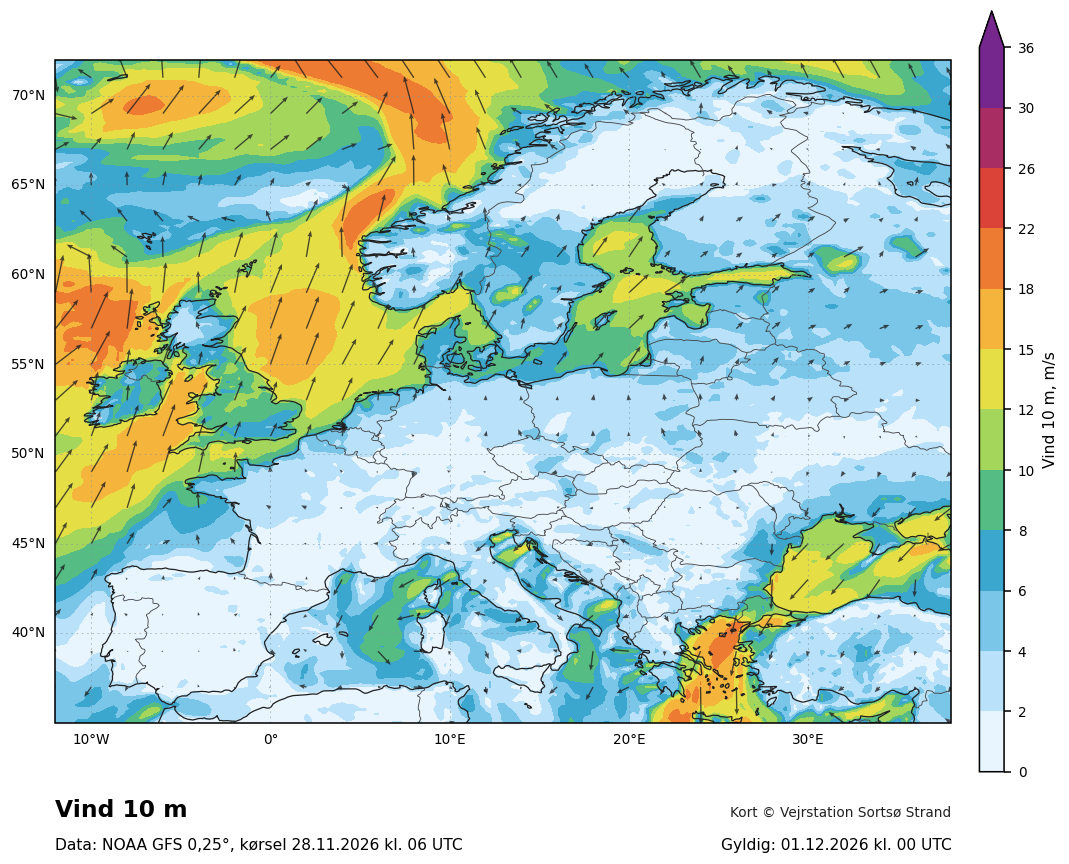 36
30
26
22
18
15
12
10
8
6
4
2
0
Vind 10 m, m/s
70°N
65°N
60°N
55°N
50°N
45°N
40°N
10°W
0°
10°E
20°E
30°E
Vind 10 m
Kort © Vejrstation Sortsø Strand
Data: NOAA GFS 0,25°, kørsel 28.11.2026 kl. 06 UTC
Gyldig: 01.12.2026 kl. 00 UTC